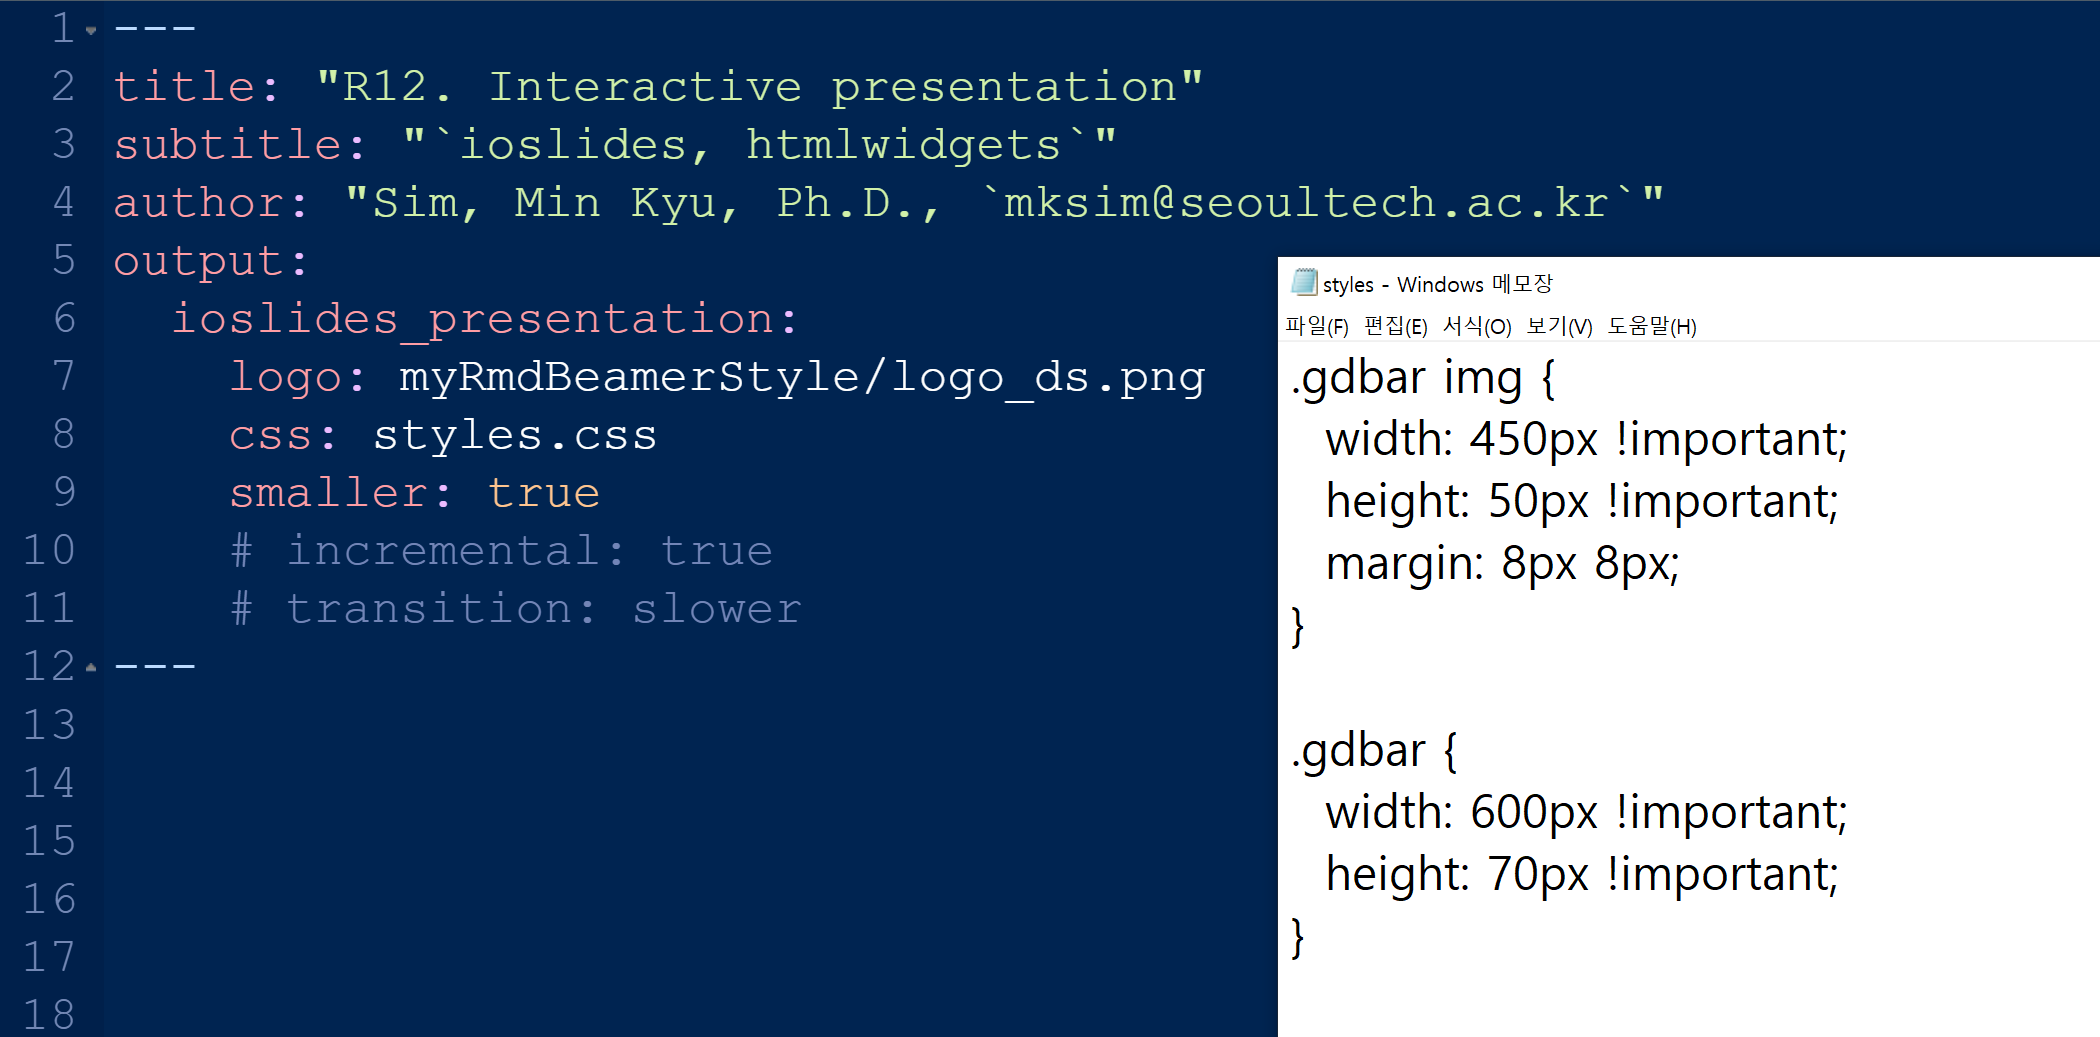 1 ---
2 title: "R12. Interactive presentation"
3 subtitle: "`ioslides, htmlwidgets`"
4 author: "Sim, Min Kyu, Ph.D., `mksim@seoultech.ac.kr`"
5 output:
6   ioslides_presentation:
7     logo: myRmdBeamerStyle/logo_ds.png
8     css: styles.css
9     smaller: true
10     # incremental: true
11     # transition: slower
12 ---
13
14
15
16
17
18
styles - Windows 메모장
파일(F) 편집(E) 서식(O) 보기(V) 도움말(H)
.gdbar img {
  width: 450px !important;
  height: 50px !important;
  margin: 8px 8px;
}
.gdbar {
  width: 600px !important;
  height: 70px !important;
}